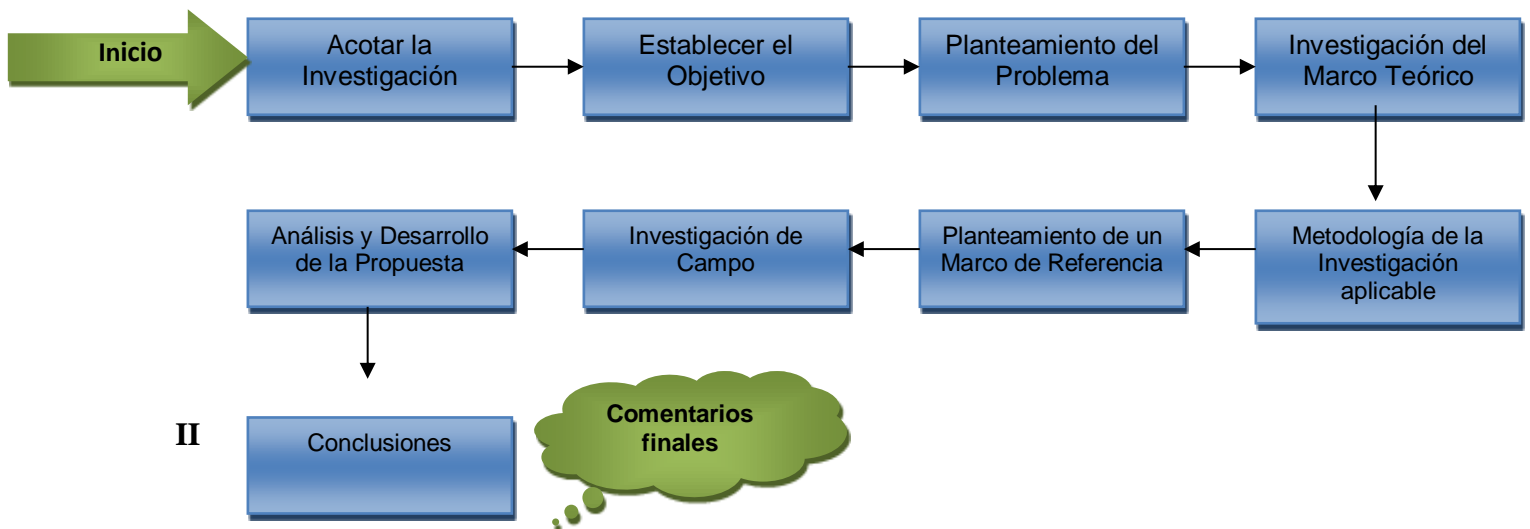 Inicio
Acotar la
Investigación
Establecer el
Objetivo
Planteamiento del
Problema
Investigación del
Marco Teórico
Metodología de la
Investigación
aplicable
Planteamiento de un
Marco de Referencia
Investigación de
Campo
Análisis y Desarrollo
de la Propuesta
II
Conclusiones
Comentarios
finales